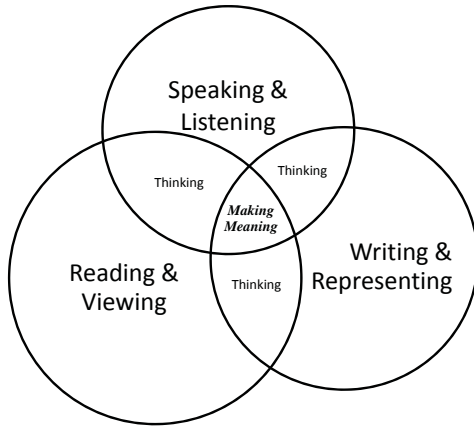 Speaking &
Listening
Thinking
Thinking
Making
Meaning
Reading &
Viewing
Writing &
Representing
Thinking